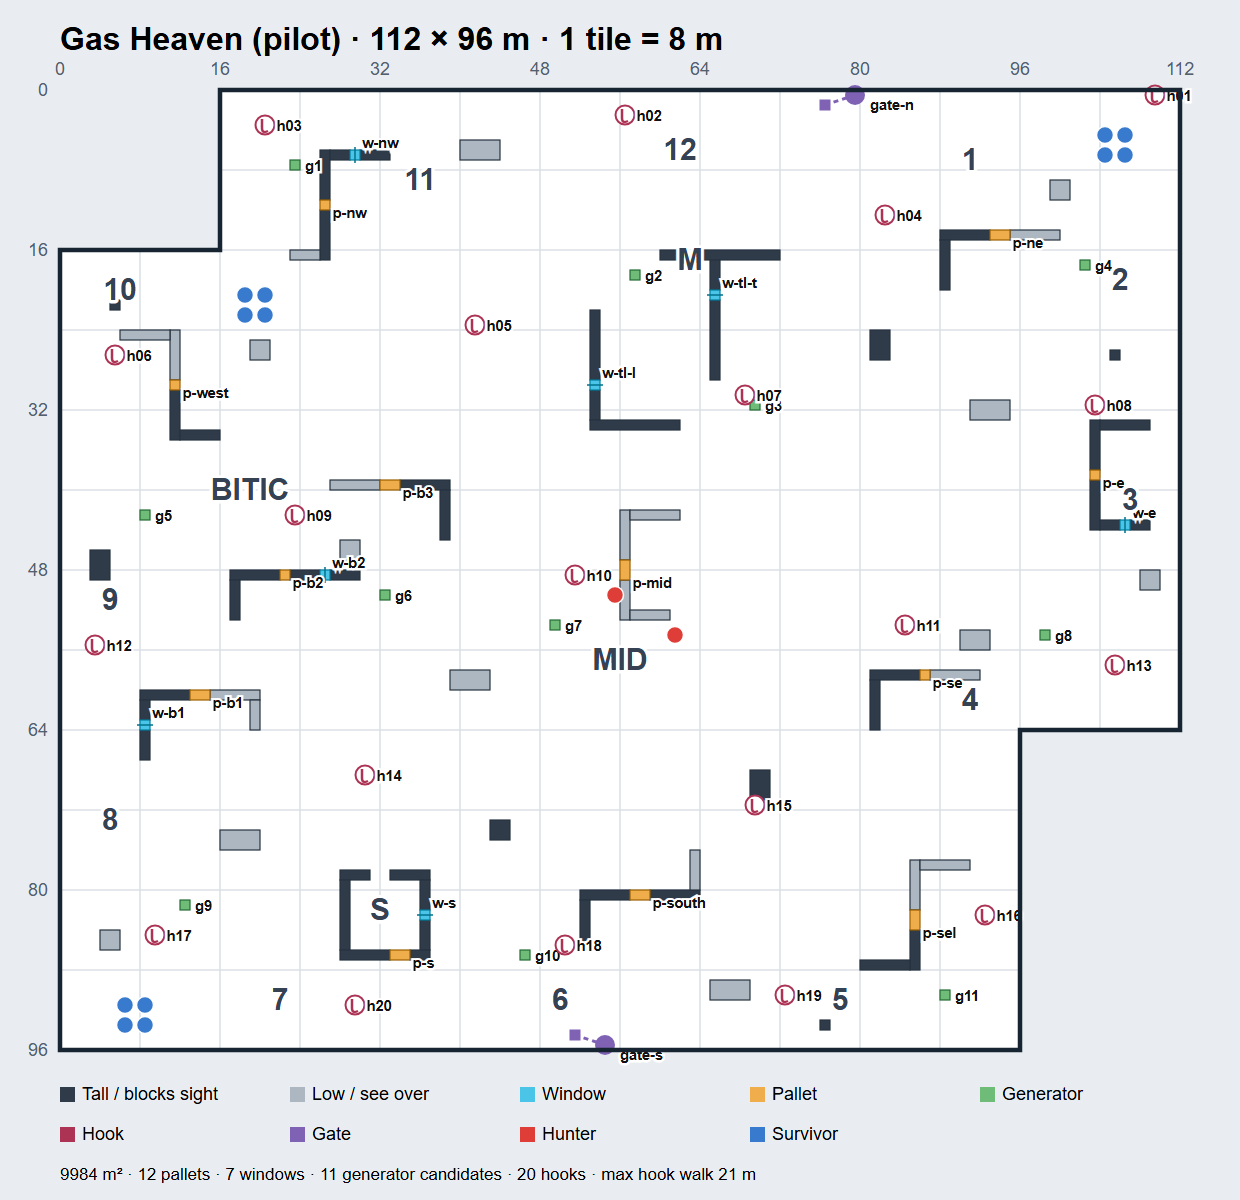 Gas Heaven (pilot) · 112 × 96 m · 1 tile = 8 m
0 16 32 48 64 80 96 112
0
h01
gate-n
h02
h03
w-nw
12
1
g1
11
p-nw
h04
p-ne
16
M
g2
g4
2
w-tl-t
10
h05
h06
w-tl-l
p-west
h07
g3
h08
32
p-e
BITIC
p-b3
3
w-e
g5
h09
48
w-b2
p-b2
h10
p-mid
9
g6
g7
h11
g8
h12
MID
h13
p-se
4
p-b1
w-b1
64
h14
h15
8
80
S
w-s
p-south
g9
h16
h17
p-sel
h18
g10
p-s
7
h20
6
h19
5
g11
96
gate-s
Tall / blocks sight
Low / see over
Window
Pallet
Generator
Hook
Gate
Hunter
Survivor
9984 m² · 12 pallets · 7 windows · 11 generator candidates · 20 hooks · max hook walk 21 m